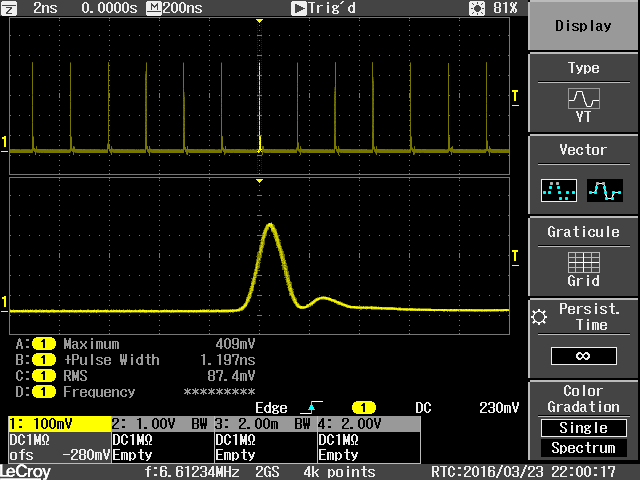 Z 2ns 0.0000s M 200ns Trig'd 81%
Display
Type
YT
Vector
Graticule
Grid
Persist.
Time
∞
Color
Gradation
Single
Spectrum
T
1
T
1
A: 1 Maximum 409mV
B: 1 +Pulse Width 1.197ns
C: 1 RMS 87.4mV
D: 1 Frequency *********
Edge 1 DC 230mV
1: 100mV 2: 1.00V BW 3: 2.00m BW 4: 2.00V
DC1MΩ DC1MΩ DC1MΩ DC1MΩ
ofs -280mV Empty Empty Empty
LeCroy f:6.61234MHz 2GS 4k points RTC:2016/03/23 22:00:17